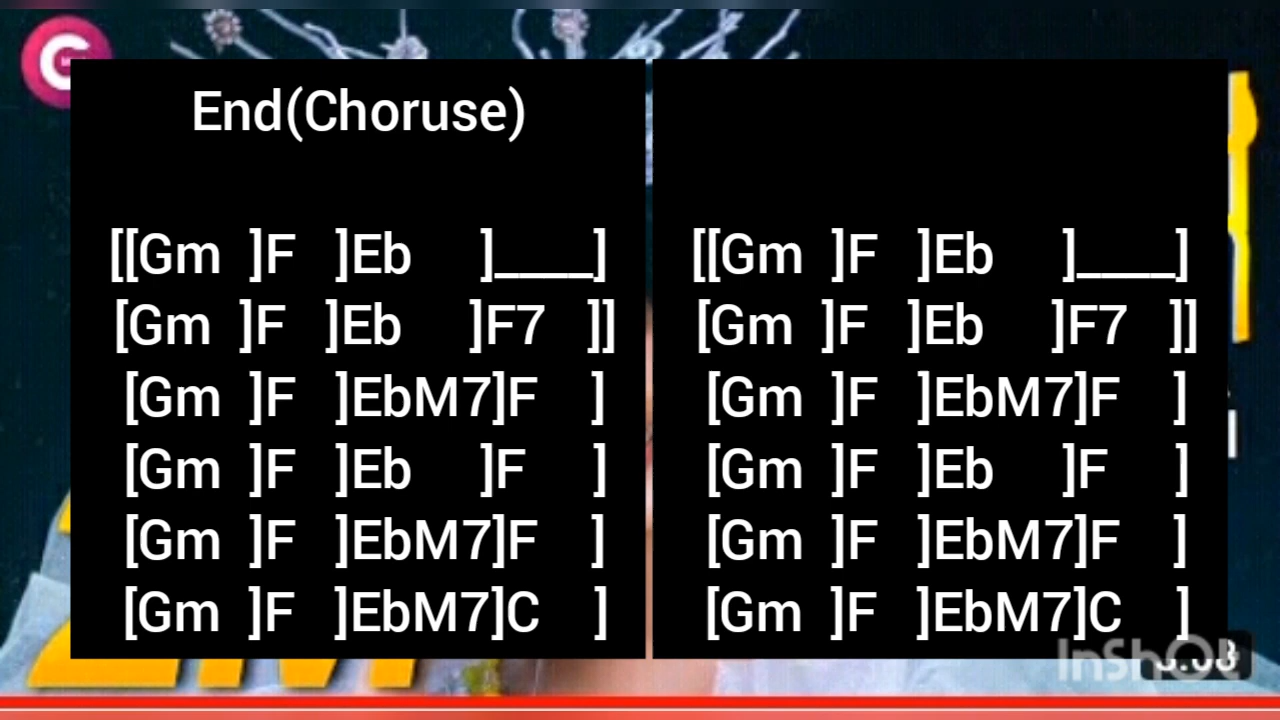 End(Choruse)
[[Gm ]F ]Eb ]____]
[Gm ]F ]Eb ]F7 ]]
[Gm ]F ]EbM7]F ]
[Gm ]F ]Eb ]F ]
[Gm ]F ]EbM7]F ]
[Gm ]F ]EbM7]C ]
[[Gm ]F ]Eb ]____]
[Gm ]F ]Eb ]F7 ]]
[Gm ]F ]EbM7]F ]
[Gm ]F ]Eb ]F ]
[Gm ]F ]EbM7]F ]
[Gm ]F ]EbM7]C ]
InShOt